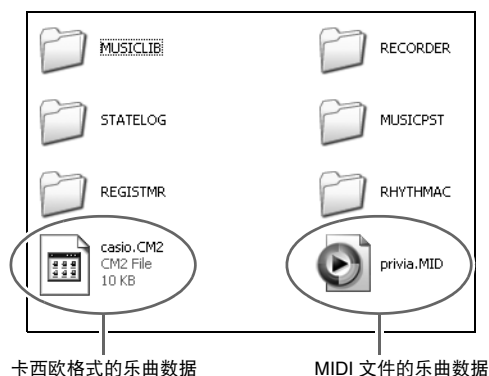 MUSICLIB
RECORDER
STATELOG
MUSICPST
REGISTMR
RHYTHMAC
casio.CM2
CM2 File
10 KB
privia.MID
卡西欧格式的乐曲数据
MIDI 文件的乐曲数据